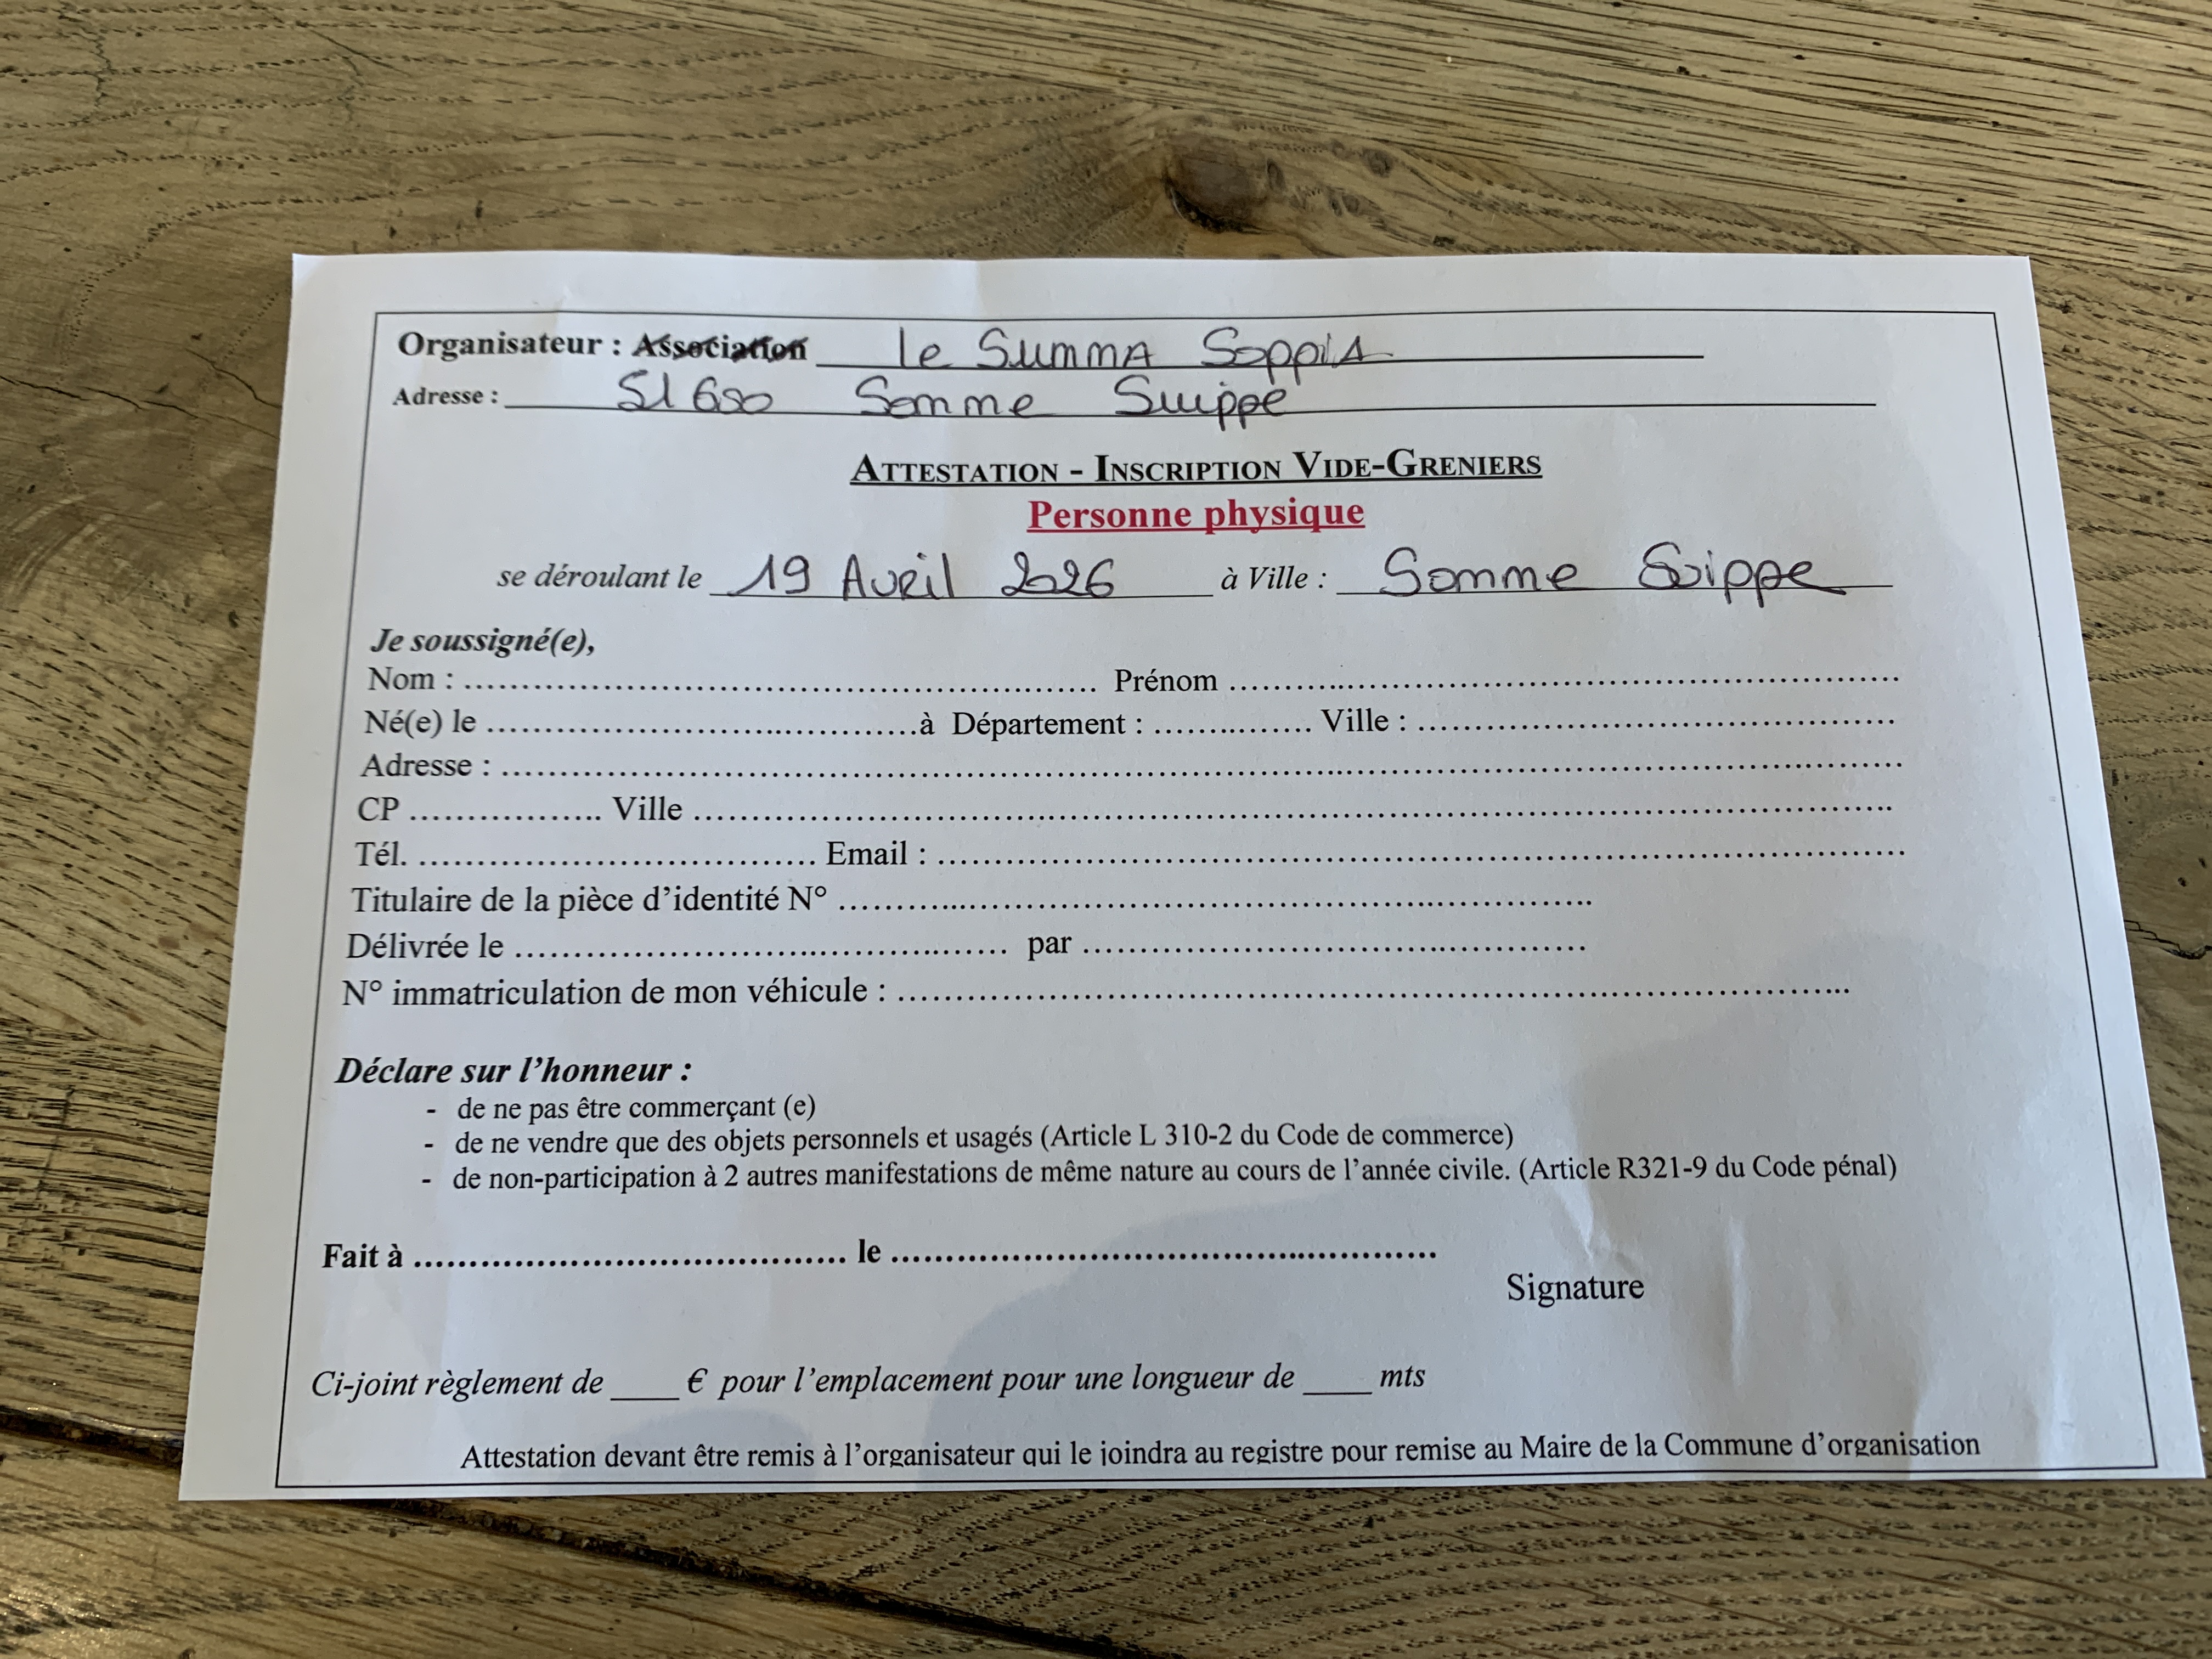 Organisateur : Association Le Summa Soppia
Adresse : 51600 Somme Suippe
ATTESTATION - INSCRIPTION VIDE-GRENIERS
Personne physique
se déroulant le 19 Avril 2026 à Ville : Somme Suippe
Je soussigné(e),
Nom : .......... Prénom ..........
Né(e) le .......... à Département : .......... Ville : ..........
Adresse : ..........
CP .......... Ville ..........
Tél. .......... Email : ..........
Titulaire de la pièce d'identité N° ..........
Délivrée le .......... par ..........
N° immatriculation de mon véhicule : ..........
Déclare sur l'honneur :
- de ne pas être commerçant (e)
- de ne vendre que des objets personnels et usagés (Article L 310-2 du Code de commerce)
- de non-participation à 2 autres manifestations de même nature au cours de l'année civile. (Article R321-9 du Code pénal)
Fait à .......... le ..........
Signature
Ci-joint règlement de ____ € pour l'emplacement pour une longueur de ____ mts
Attestation devant être remis à l'organisateur qui le joindra au registre pour remise au Maire de la Commune d'organisation